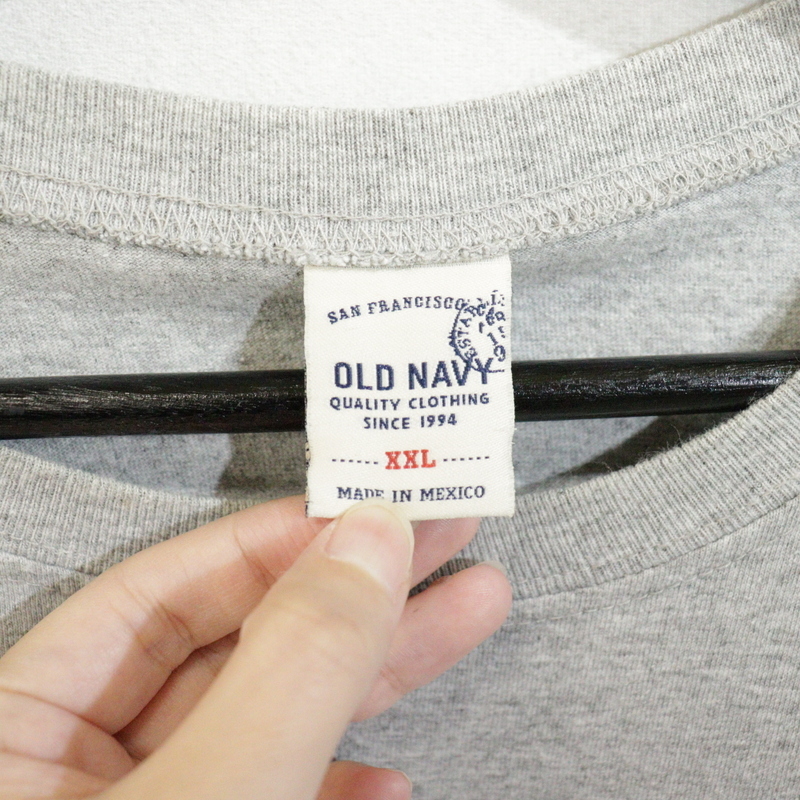 SAN FRANCISCO
OLD NAVY
QUALITY CLOTHING
SINCE 1994
XXL
MADE IN MEXICO